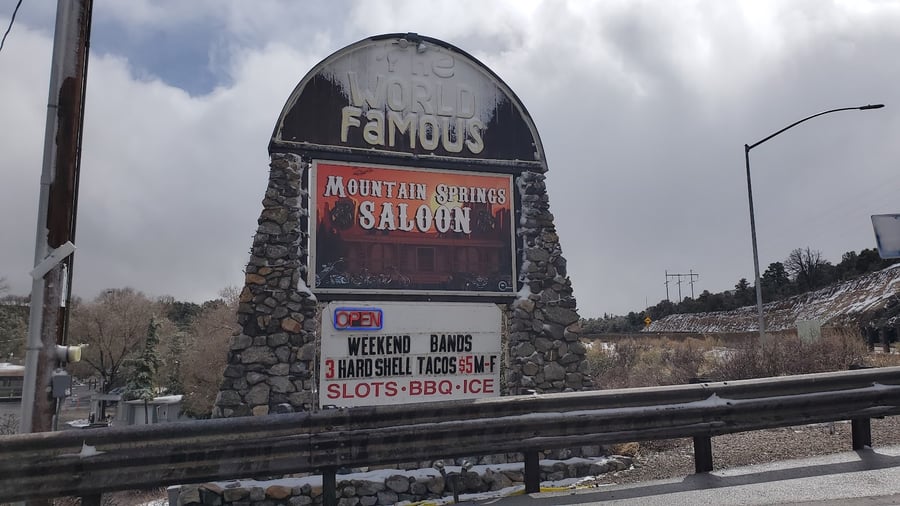 The
WORLD
FAMOUS
MOUNTAIN SPRINGS
SALOON
OPEN
WEEKEND BANDS
3 HARD SHELL TACOS $5 M-F
SLOTS • BBQ • ICE